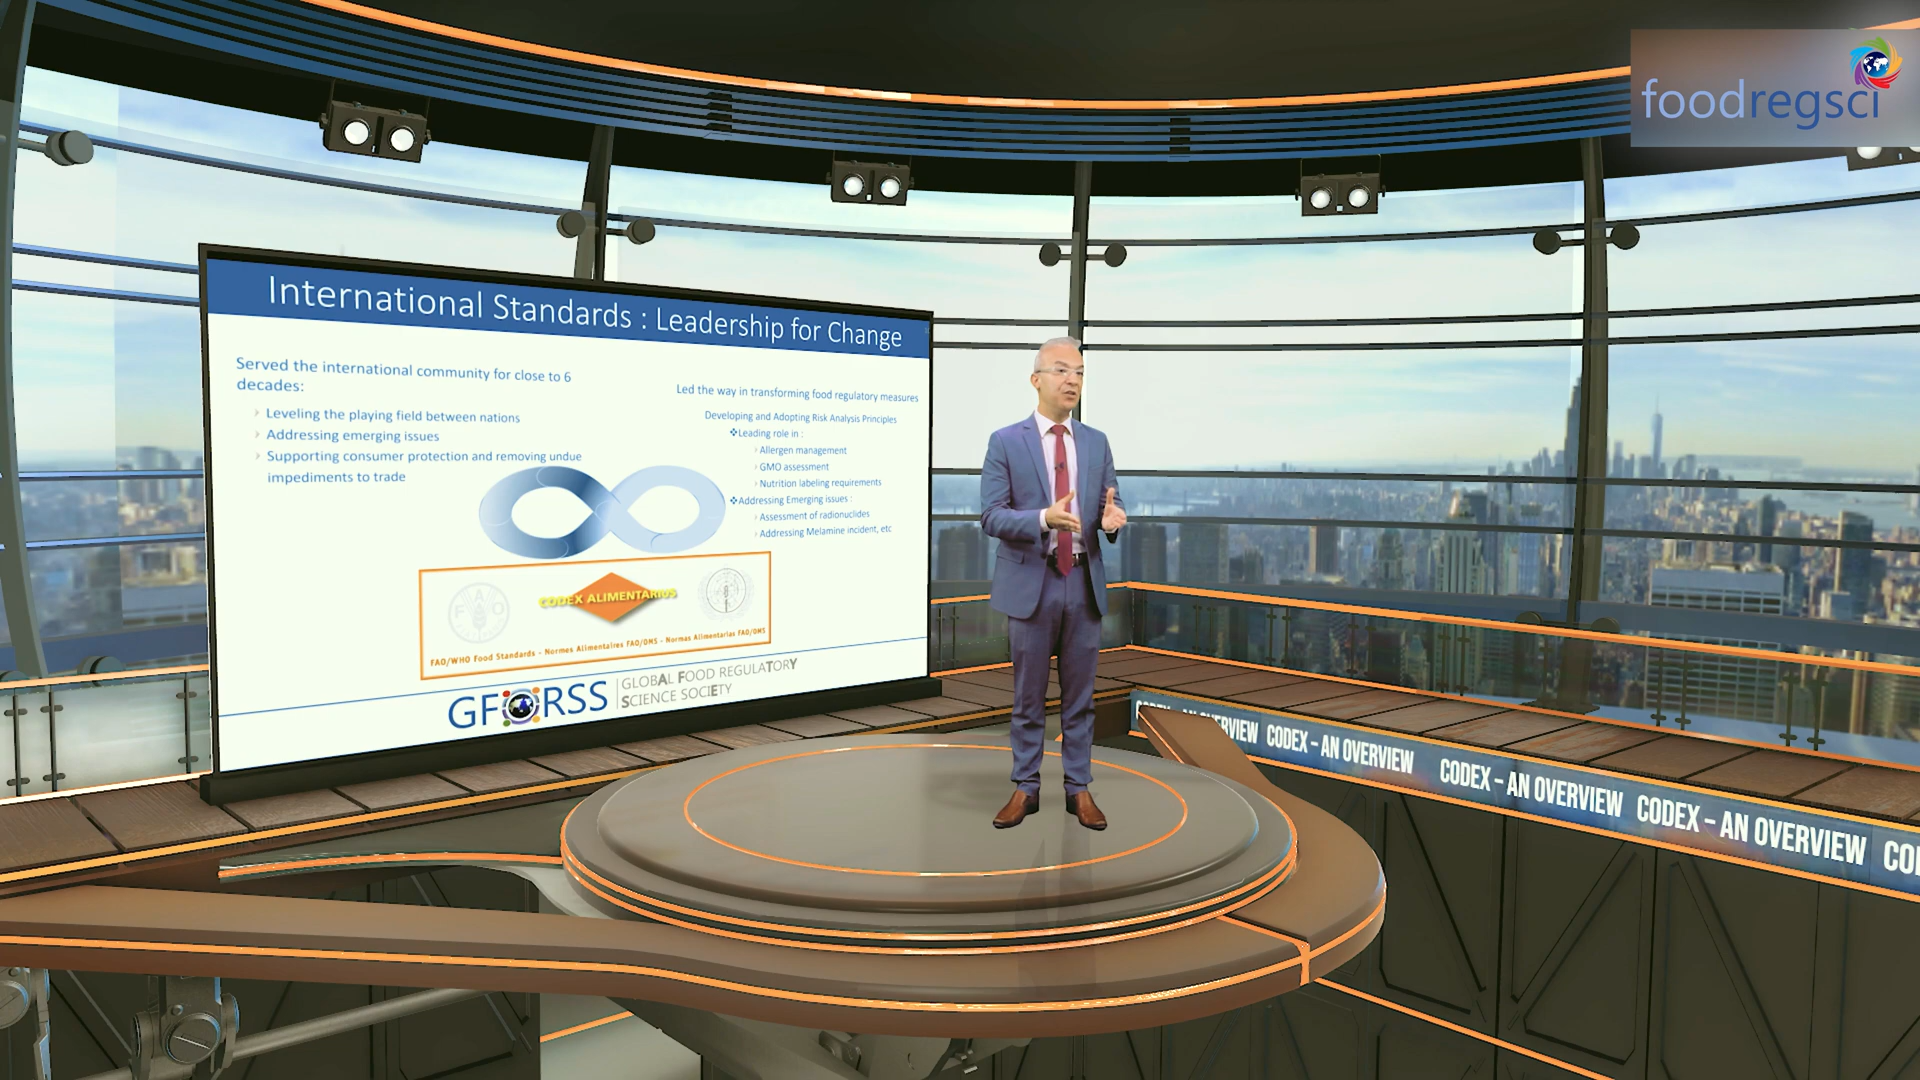 foodregsci
International Standards : Leadership for Change
Served the international community for close to 6
decades:
Leveling the playing field between nations
Addressing emerging issues
Supporting consumer protection and removing undue
impediments to trade
Led the way in transforming food regulatory measures
Developing and Adopting Risk Analysis Principles
Leading role in :
Allergen management
GMO assessment
Nutrition labeling requirements
Addressing Emerging issues :
Assessment of radionuclides
Addressing Melamine incident, etc
FAO
CODEX ALIMENTARIUS
FAO/WHO Food Standards - Normes Alimentaires FAO/OMS - Normas Alimentarias FAO/OMS
GFORSS
GLOBAL FOOD REGULATORY
SCIENCE SOCIETY
CODEX - AN OVERVIEW CODEX – AN OVERVIEW CODEX – AN OVERVIEW CODEX – AN OVERVIEW CO